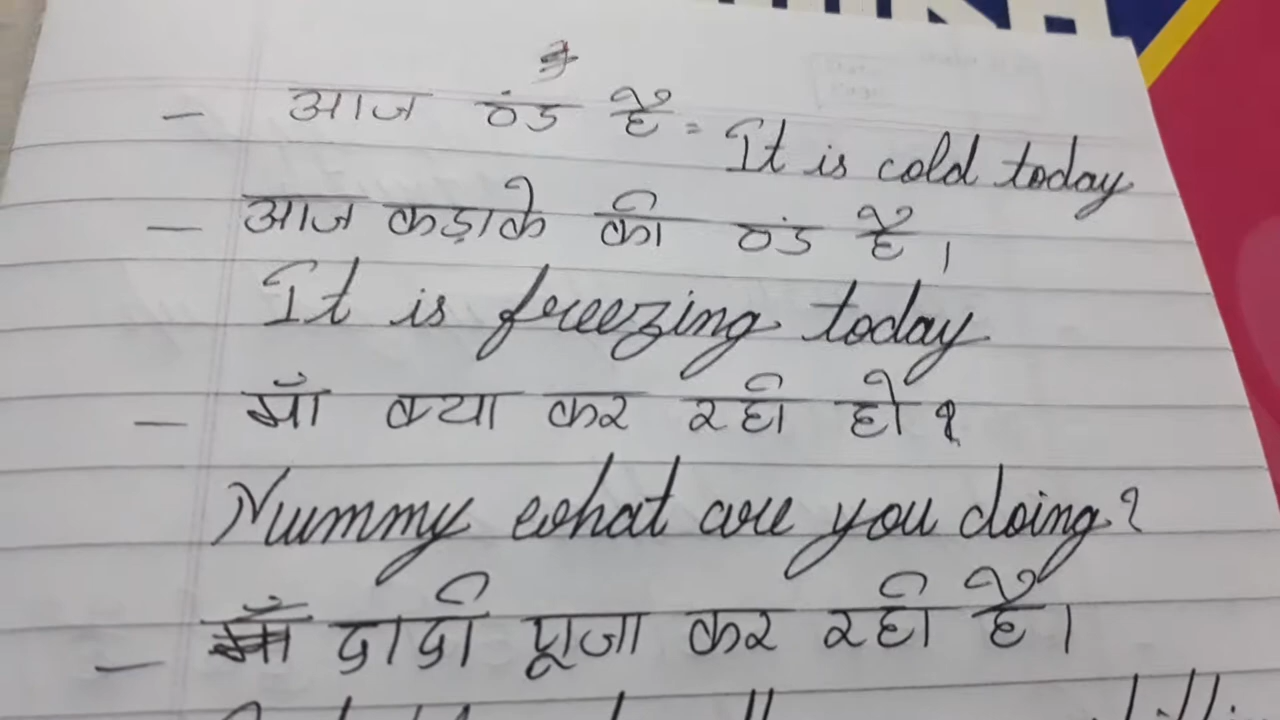 - आज ठंड है = It is cold today
- आज कड़ाके की ठंड है।
It is freezing today
- माँ क्या कर रही हो?
Mummy what are you doing?
- दादी पूजा कर रही है।